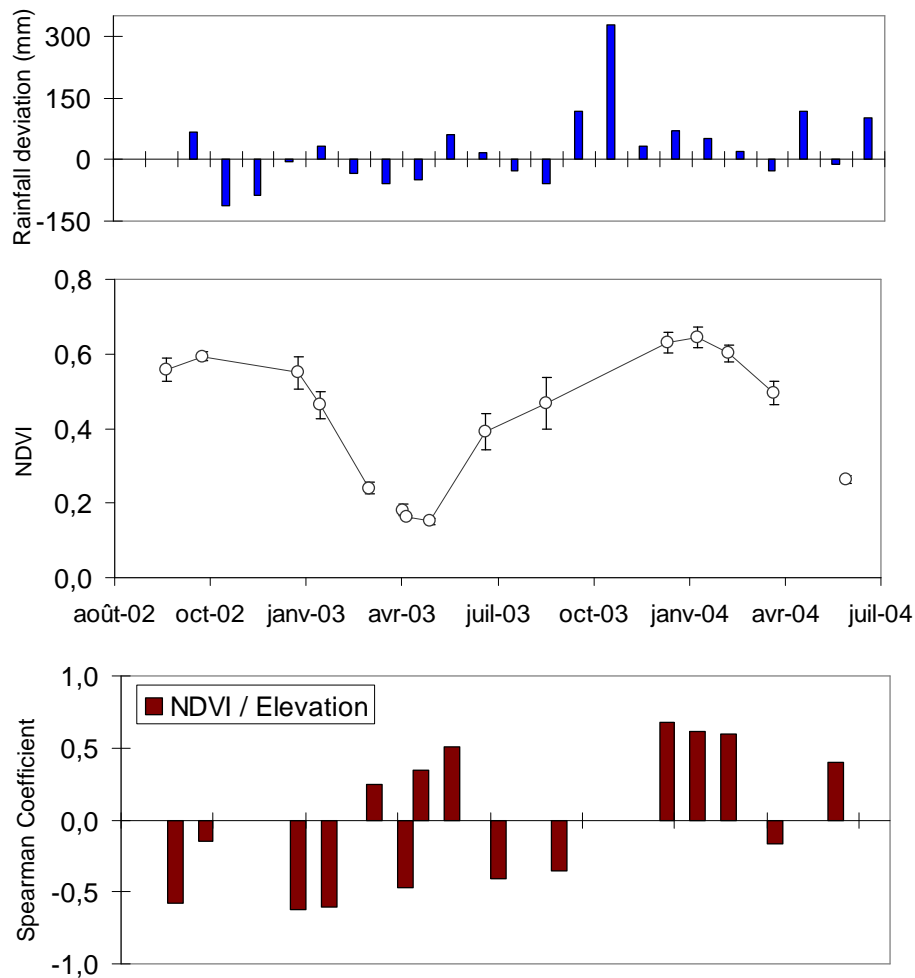 Rainfall deviation (mm)
300
150
0
-150
NDVI
0,8
0,6
0,4
0,2
0,0
août-02 oct-02 janv-03 avr-03 juil-03 oct-03 janv-04 avr-04 juil-04
Spearman Coefficient
1,0
0,5
0,0
-0,5
-1,0
NDVI / Elevation